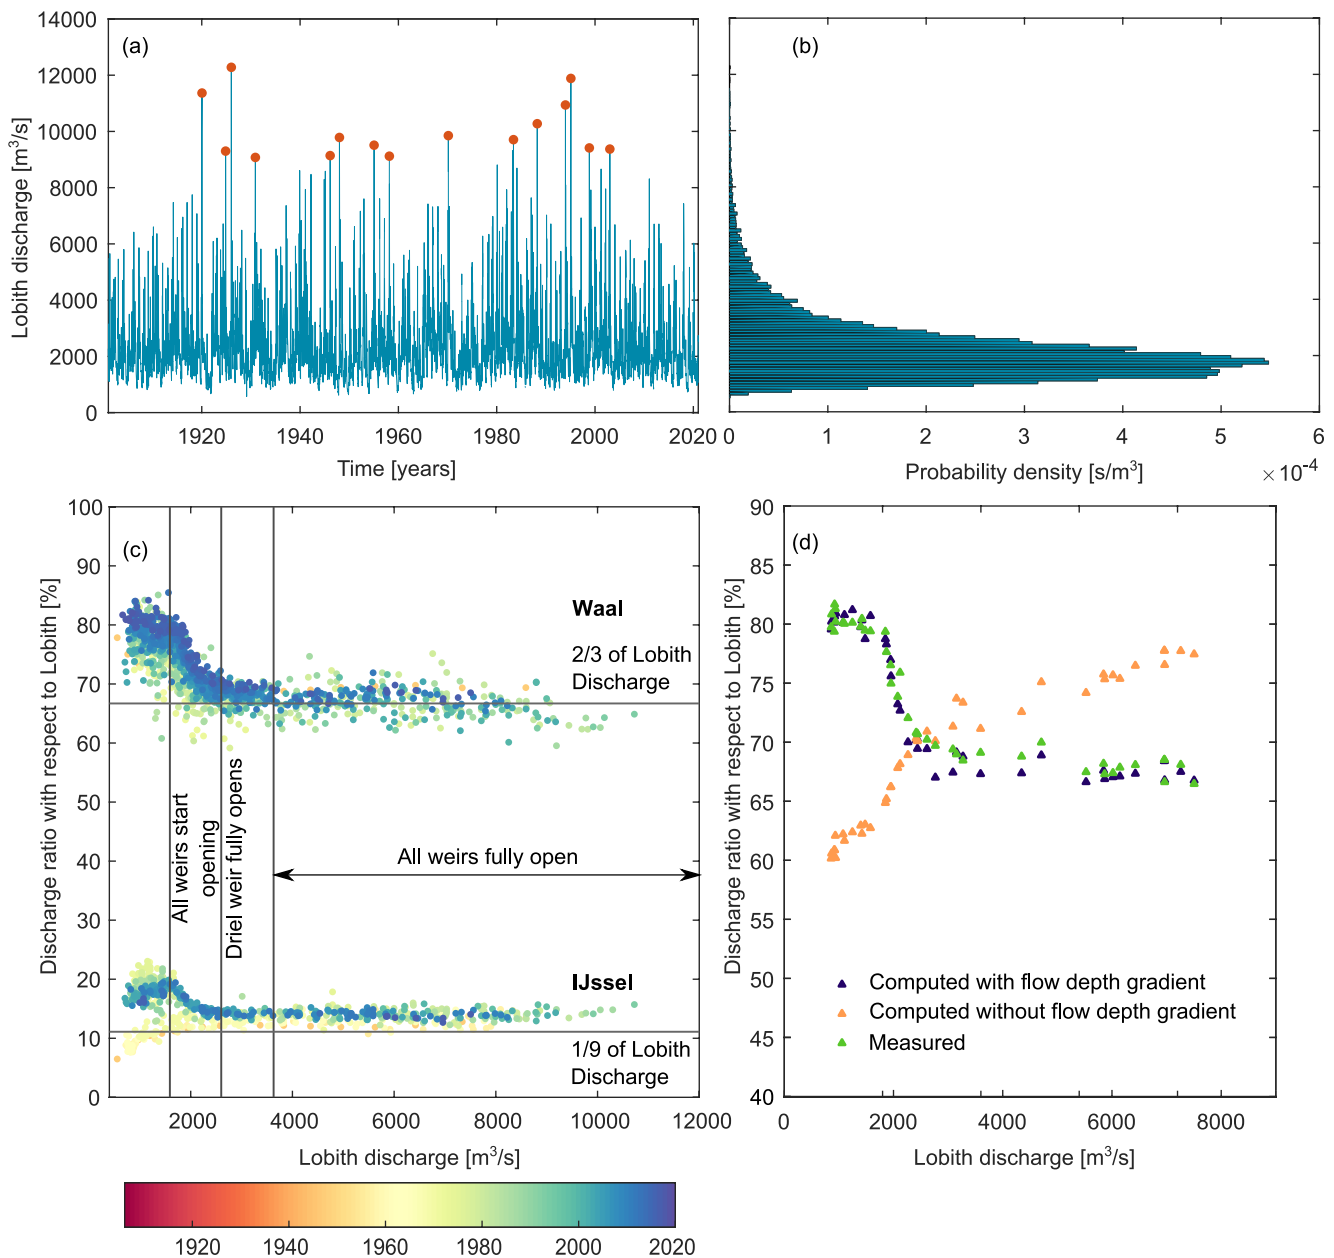 (a)
Lobith discharge [m³/s]
14000
12000
10000
8000
6000
4000
2000
0
1920
1940
1960
1980
2000
2020
Time [years]
(b)
0
1
2
3
4
5
6
Probability density [s/m³]
×10⁻⁴
(c)
Discharge ratio with respect to Lobith [%]
100
90
80
70
60
50
40
30
20
10
0
Waal
2/3 of Lobith
Discharge
All weirs start
opening
Driel weir fully opens
All weirs fully open
IJssel
1/9 of Lobith
Discharge
2000
4000
6000
8000
10000
12000
Lobith discharge [m³/s]
1920
1940
1960
1980
2000
2020
(d)
Discharge ratio with respect to Lobith [%]
90
85
80
75
70
65
60
55
50
45
40
Computed with flow depth gradient
Computed without flow depth gradient
Measured
0
2000
4000
6000
8000
Lobith discharge [m³/s]